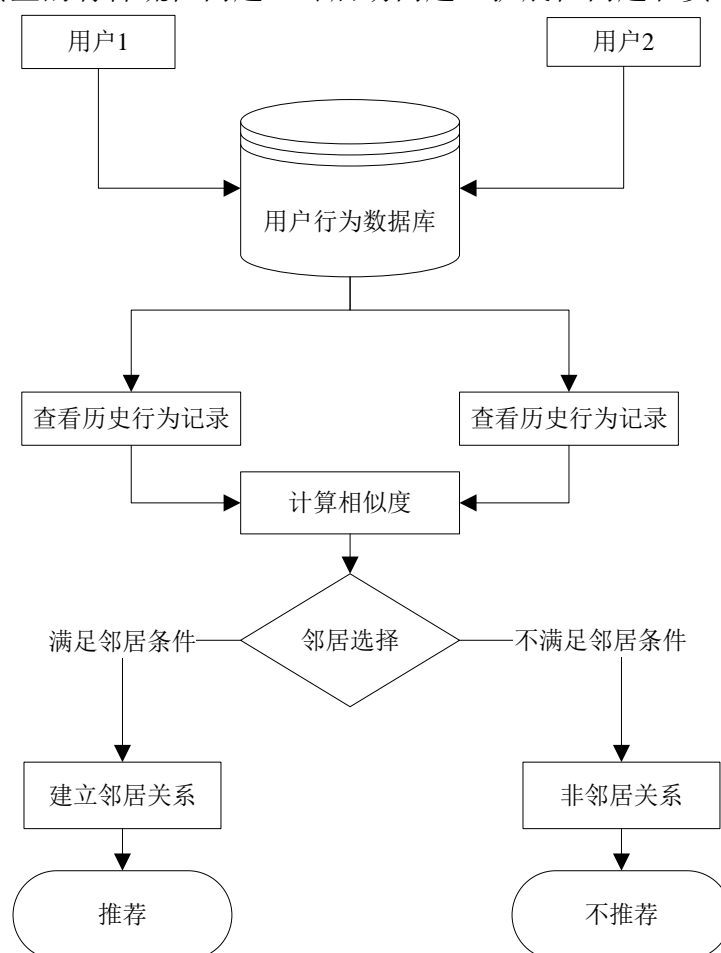 用户1
用户2
用户行为数据库
查看历史行为记录
查看历史行为记录
计算相似度
邻居选择
满足邻居条件
不满足邻居条件
建立邻居关系
非邻居关系
推荐
不推荐